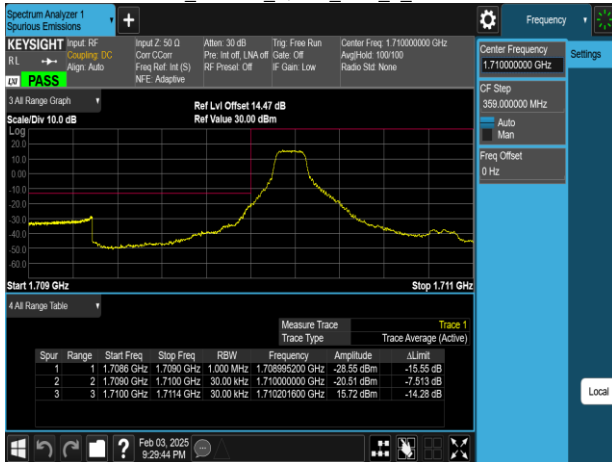 Spectrum Analyzer 1
Spurious Emissions
+
Frequency
KEYSIGHT
RL
Input: RF
Coupling: DC
Align: Auto
Input Z: 50 Ω
Corr CCorr
Freq Ref: Int (S)
NFE: Adaptive
Atten: 30 dB
Pre: Int off, LNA off
RF Preset: Off
Trig: Free Run
Gate: Off
IF Gain: Low
Center Freq: 1.710000000 GHz
Avg|Hold: 100/100
Radio Std: None
LXI
PASS
Center Frequency
1.710000000 GHz
Settings
CF Step
359.000000 MHz
Auto
Man
Freq Offset
0 Hz
Local
3 All Range Graph
Scale/Div 10.0 dB
Ref Lvl Offset 14.47 dB
Ref Value 30.00 dBm
Log
20.0
10.0
0.00
-10.0
-20.0
-30.0
-40.0
-50.0
-60.0
Start 1.709 GHz
Stop 1.711 GHz
4 All Range Table
Measure Trace Trace 1
Trace Type Trace Average (Active)
Spur Range Start Freq Stop Freq RBW Frequency Amplitude ΔLimit
1 1 1.7086 GHz 1.7090 GHz 1.000 MHz 1.708995200 GHz -28.55 dBm -15.55 dB
2 2 1.7090 GHz 1.7100 GHz 30.00 kHz 1.710000000 GHz -20.51 dBm -7.513 dB
3 3 1.7100 GHz 1.7114 GHz 30.00 kHz 1.710201600 GHz 15.72 dBm -14.28 dB
?
Feb 03, 2025
9:29:44 PM